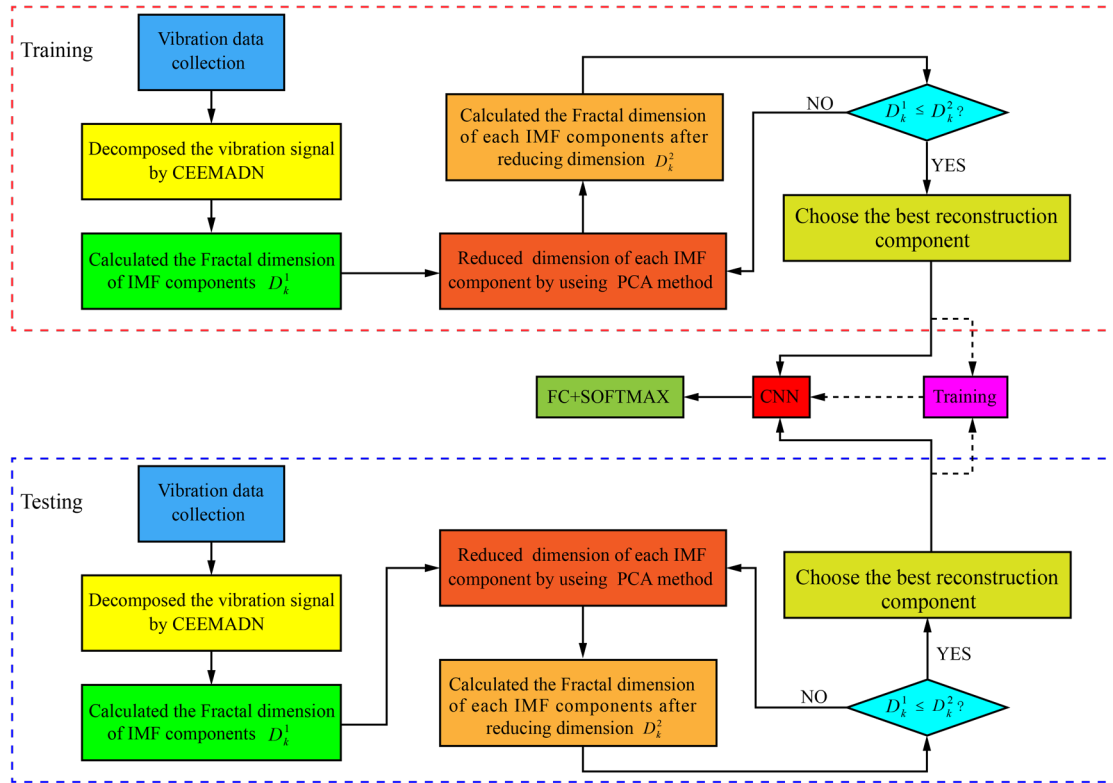 Training
Vibration data
collection
Decomposed the vibration signal
by CEEMADN
Calculated the Fractal dimension
of IMF components D_k^1
Calculated the Fractal dimension
of each IMF components after
reducing dimension D_k^2
Reduced dimension of each IMF
component by useing PCA method
NO
D_k^1 ≤ D_k^2 ?
YES
Choose the best reconstruction
component
FC+SOFTMAX
CNN
Training
Testing
Vibration data
collection
Decomposed the vibration signal
by CEEMADN
Calculated the Fractal dimension
of IMF components D_k^1
Reduced dimension of each IMF
component by useing PCA method
Calculated the Fractal dimension
of each IMF components after
reducing dimension D_k^2
Choose the best reconstruction
component
YES
NO
D_k^1 ≤ D_k^2 ?